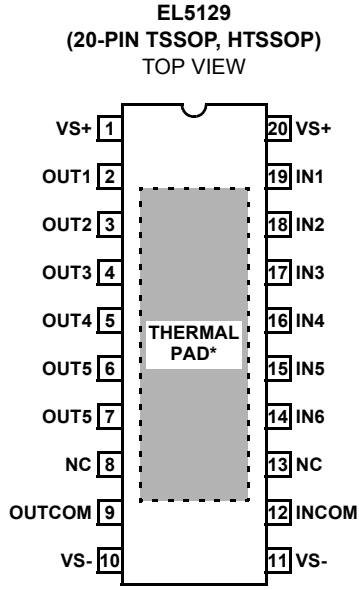 EL5129
(20-PIN TSSOP, HTSSOP)
TOP VIEW
VS+ 1 20 VS+
OUT1 2 19 IN1
OUT2 3 18 IN2
OUT3 4 17 IN3
OUT4 5 16 IN4
THERMAL
PAD*
OUT5 6 15 IN5
OUT5 7 14 IN6
NC 8 13 NC
OUTCOM 9 12 INCOM
VS- 10 11 VS-